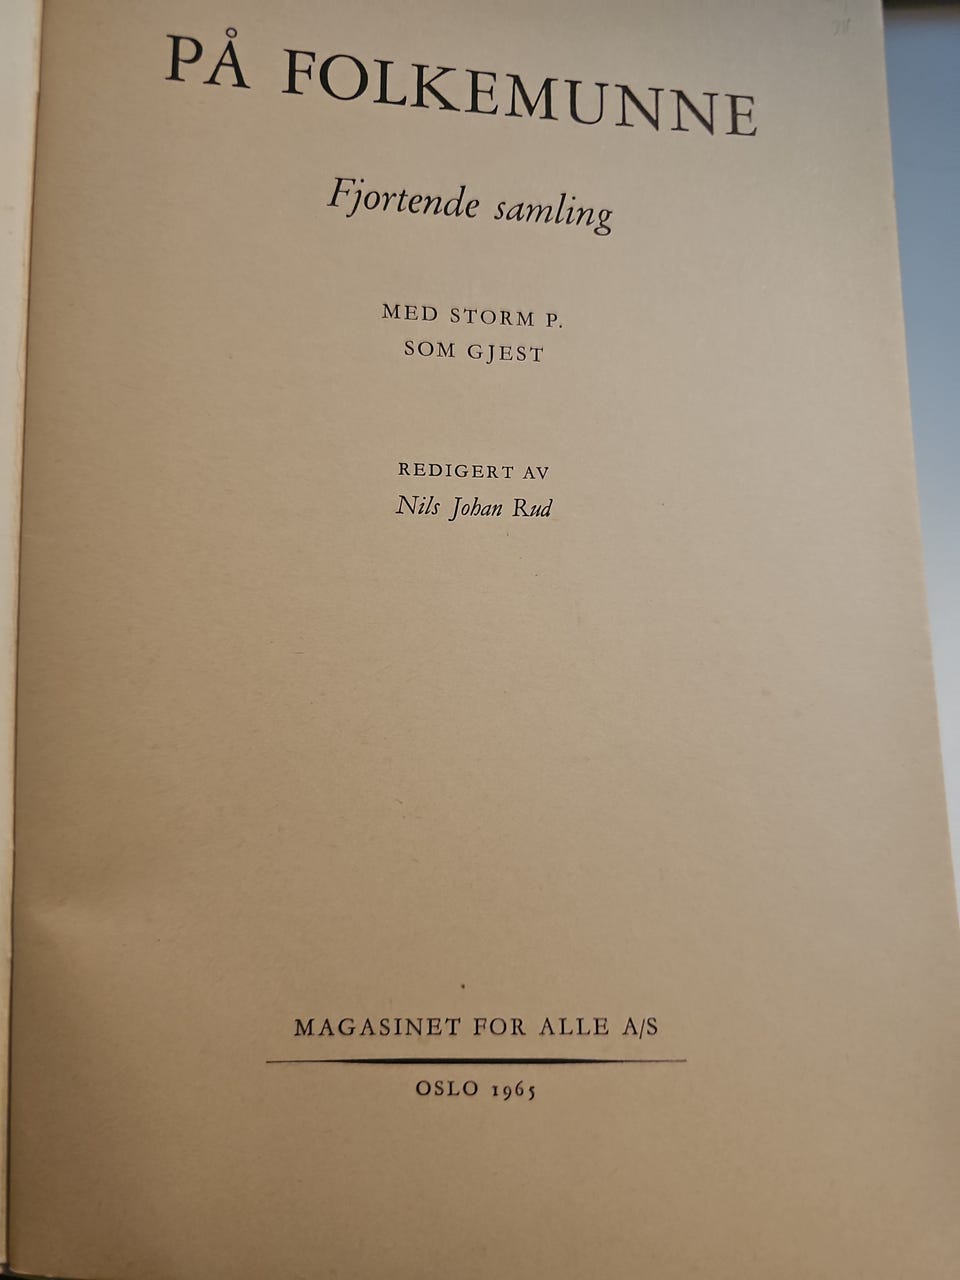 PÅ FOLKEMUNNE
Fjortende samling
MED STORM P.
SOM GJEST
REDIGERT AV
Nils Johan Rud
MAGASINET FOR ALLE A/S
OSLO 1965